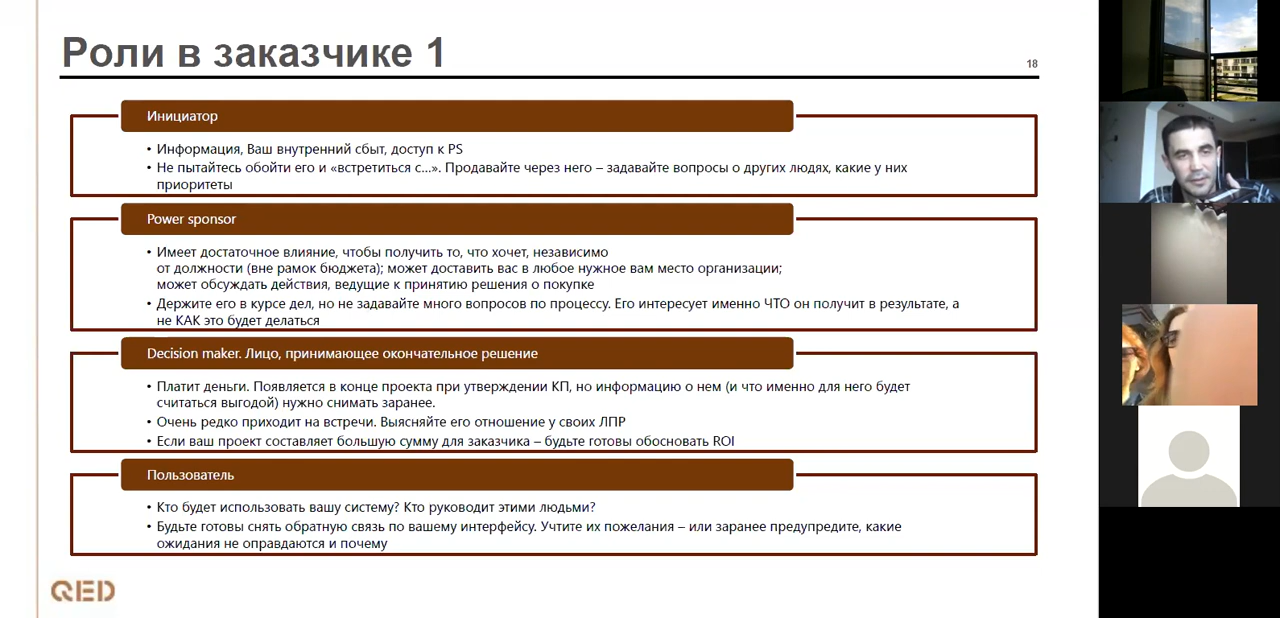 Роли в заказчике 1
18
Инициатор
• Информация, Ваш внутренний сбыт, доступ к PS
• Не пытайтесь обойти его и «встретиться с…». Продавайте через него – задавайте вопросы о других людях, какие у них
приоритеты
Power sponsor
• Имеет достаточное влияние, чтобы получить то, что хочет, независимо
от должности (вне рамок бюджета); может доставить вас в любое нужное вам место организации;
может обсуждать действия, ведущие к принятию решения о покупке
• Держите его в курсе дел, но не задавайте много вопросов по процессу. Его интересует именно ЧТО он получит в результате, а
не КАК это будет делаться
Decision maker. Лицо, принимающее окончательное решение
• Платит деньги. Появляется в конце проекта при утверждении КП, но информацию о нем (и что именно для него будет
считаться выгодой) нужно снимать заранее.
• Очень редко приходит на встречи. Выясняйте его отношение у своих ЛПР
• Если ваш проект составляет большую сумму для заказчика – будьте готовы обосновать ROI
Пользователь
• Кто будет использовать вашу систему? Кто руководит этими людьми?
• Будьте готовы снять обратную связь по вашему интерфейсу. Учтите их пожелания – или заранее предупредите, какие
ожидания не оправдаются и почему
QED